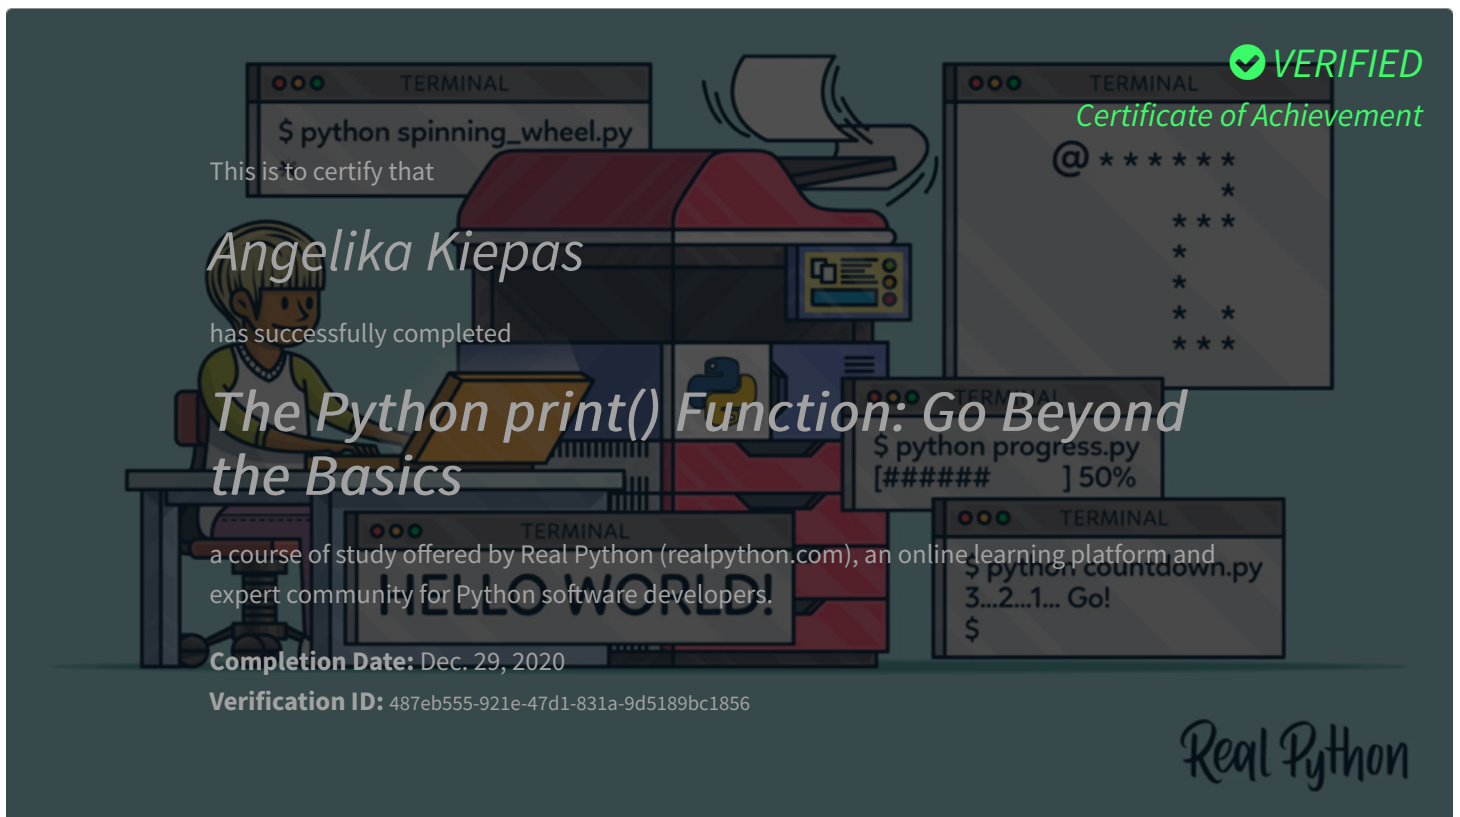 VERIFIED
Certificate of Achievement
This is to certify that
Angelika Kiepas
has successfully completed
The Python print() Function: Go Beyond
the Basics
a course of study offered by Real Python (realpython.com), an online learning platform and
expert community for Python software developers.
Completion Date: Dec. 29, 2020
Verification ID: 487eb555-921e-47d1-831a-9d5189bc1856
Real Python
TERMINAL
$ python spinning_wheel.py
TERMINAL
@ * * * * * *
*
* * *
*
*
* *
* * *
TERMINAL
$ python progress.py
[###### ] 50%
TERMINAL
HELLO WORLD!
TERMINAL
$ python countdown.py
3...2...1... Go!
$